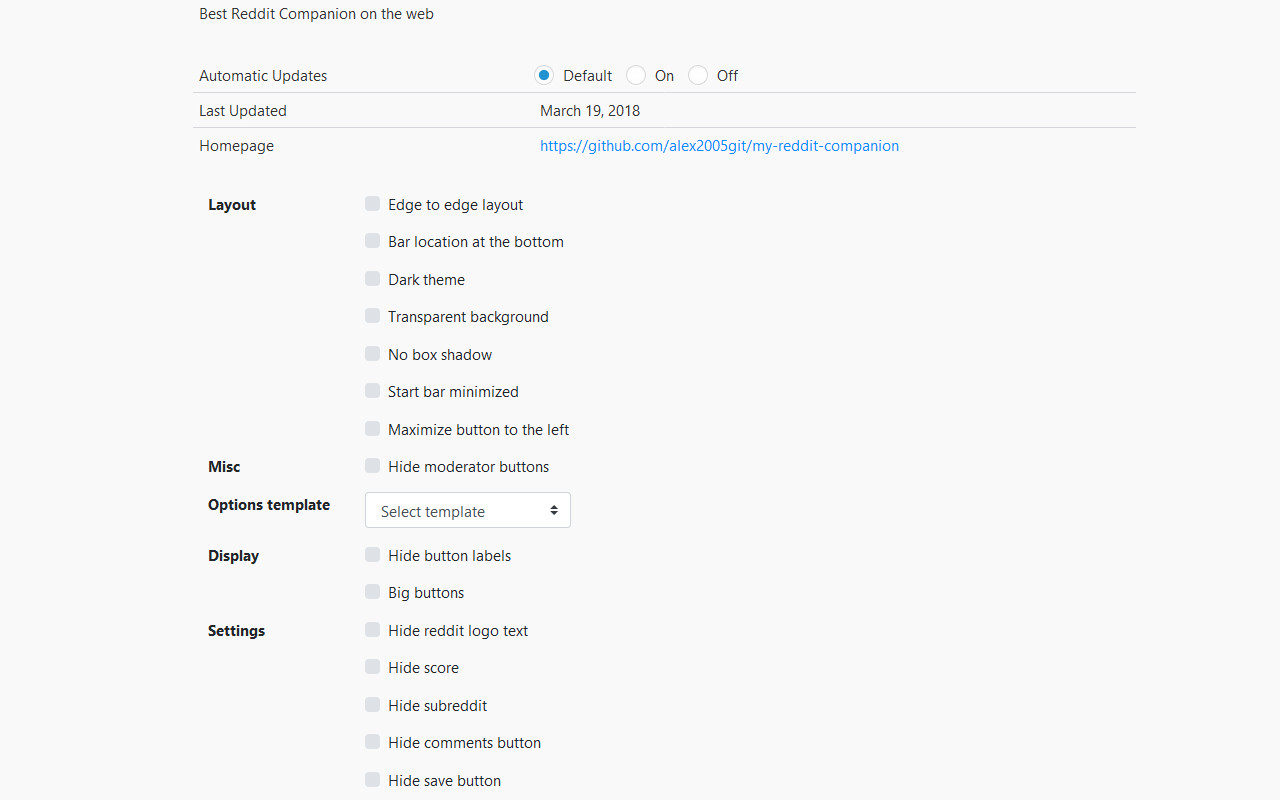 Best Reddit Companion on the web
Automatic Updates Default On Off
Last Updated March 19, 2018
Homepage https://github.com/alex2005git/my-reddit-companion
Layout Edge to edge layout
Bar location at the bottom
Dark theme
Transparent background
No box shadow
Start bar minimized
Maximize button to the left
Misc Hide moderator buttons
Options template Select template
Display Hide button labels
Big buttons
Settings Hide reddit logo text
Hide score
Hide subreddit
Hide comments button
Hide save button